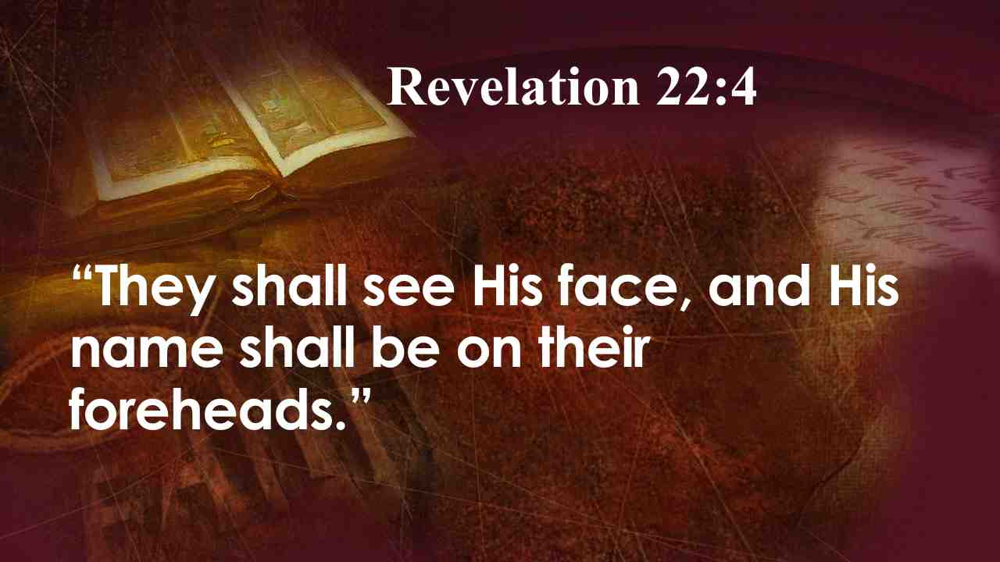 Revelation 22:4
“They shall see His face, and His
name shall be on their
foreheads.”